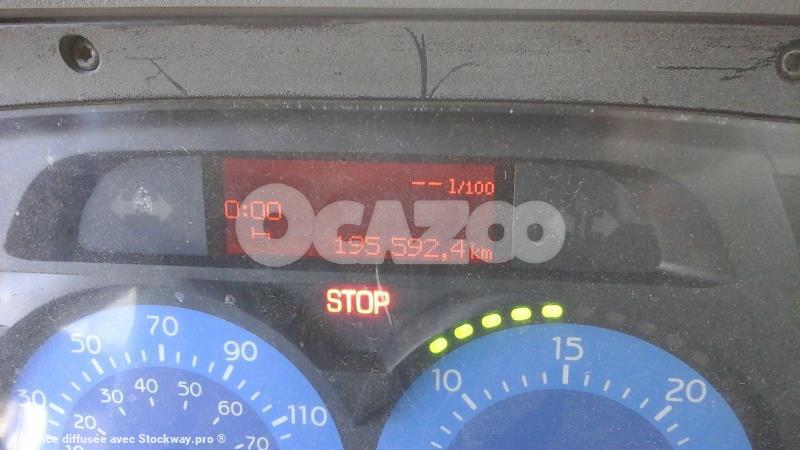 -- l/100
0:00
OCAZOO
195 592,4 km
STOP
30 50 70 90 110
20 30 40 50 60 70
10 15 20
Annonce diffusée avec Stockway.pro ®